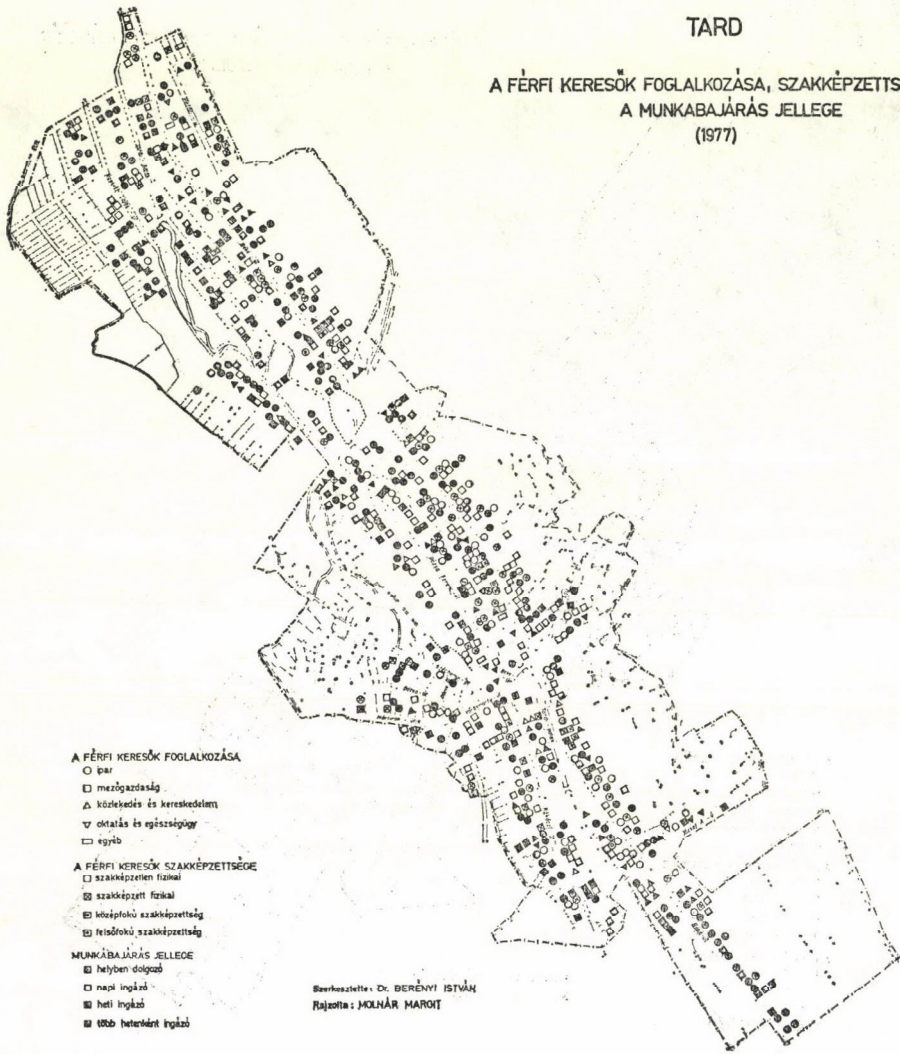 TARD
A FÉRFI KERESŐK FOGLALKOZÁSA, SZAKKÉPZETTS
A MUNKABAJÁRÁS JELLEGE
(1977)
A FÉRFI KERESŐK FOGLALKOZÁSA
ipar
mezőgazdaság
közlekedés és kereskedelem
oktatás és egészségügy
egyéb
A FÉRFI KERESŐK SZAKKÉPZETTSÉGE
szakképzetlen fizikai
szakképzett fizikai
középfokú szakképzettség
felsőfokú szakképzettség
MUNKÁBAJÁRÁS JELLEGE
helyben dolgozó
napi ingázó
heti ingázó
több hetenként ingázó
Szerkesztette: Dr. BERÉNYI ISTVÁN
Rajzolta: MOLNÁR MARGIT